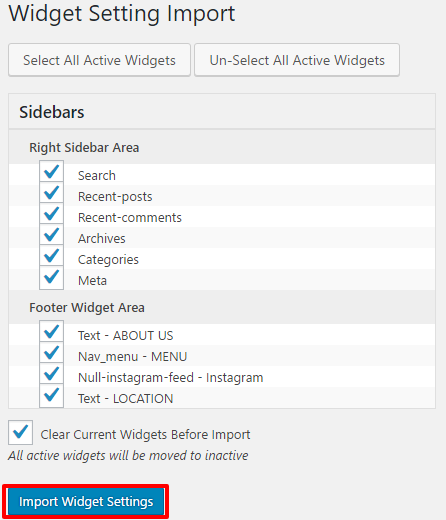 Widget Setting Import
Select All Active Widgets Un-Select All Active Widgets
Sidebars
Right Sidebar Area
Search
Recent-posts
Recent-comments
Archives
Categories
Meta
Footer Widget Area
Text - ABOUT US
Nav_menu - MENU
Null-instagram-feed - Instagram
Text - LOCATION
Clear Current Widgets Before Import
All active widgets will be moved to inactive
Import Widget Settings